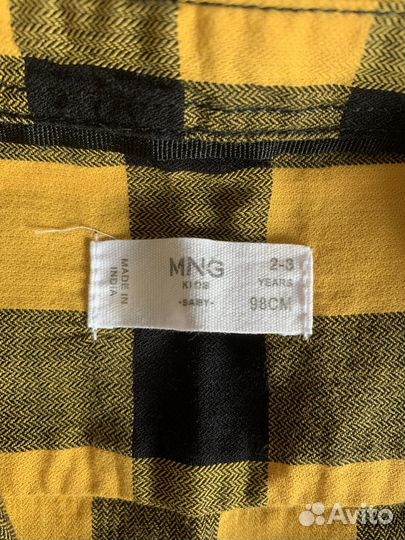 MADE IN
INDIA
MNG
KIDS
-BABY-
2-3
YEARS
98CM
Avito